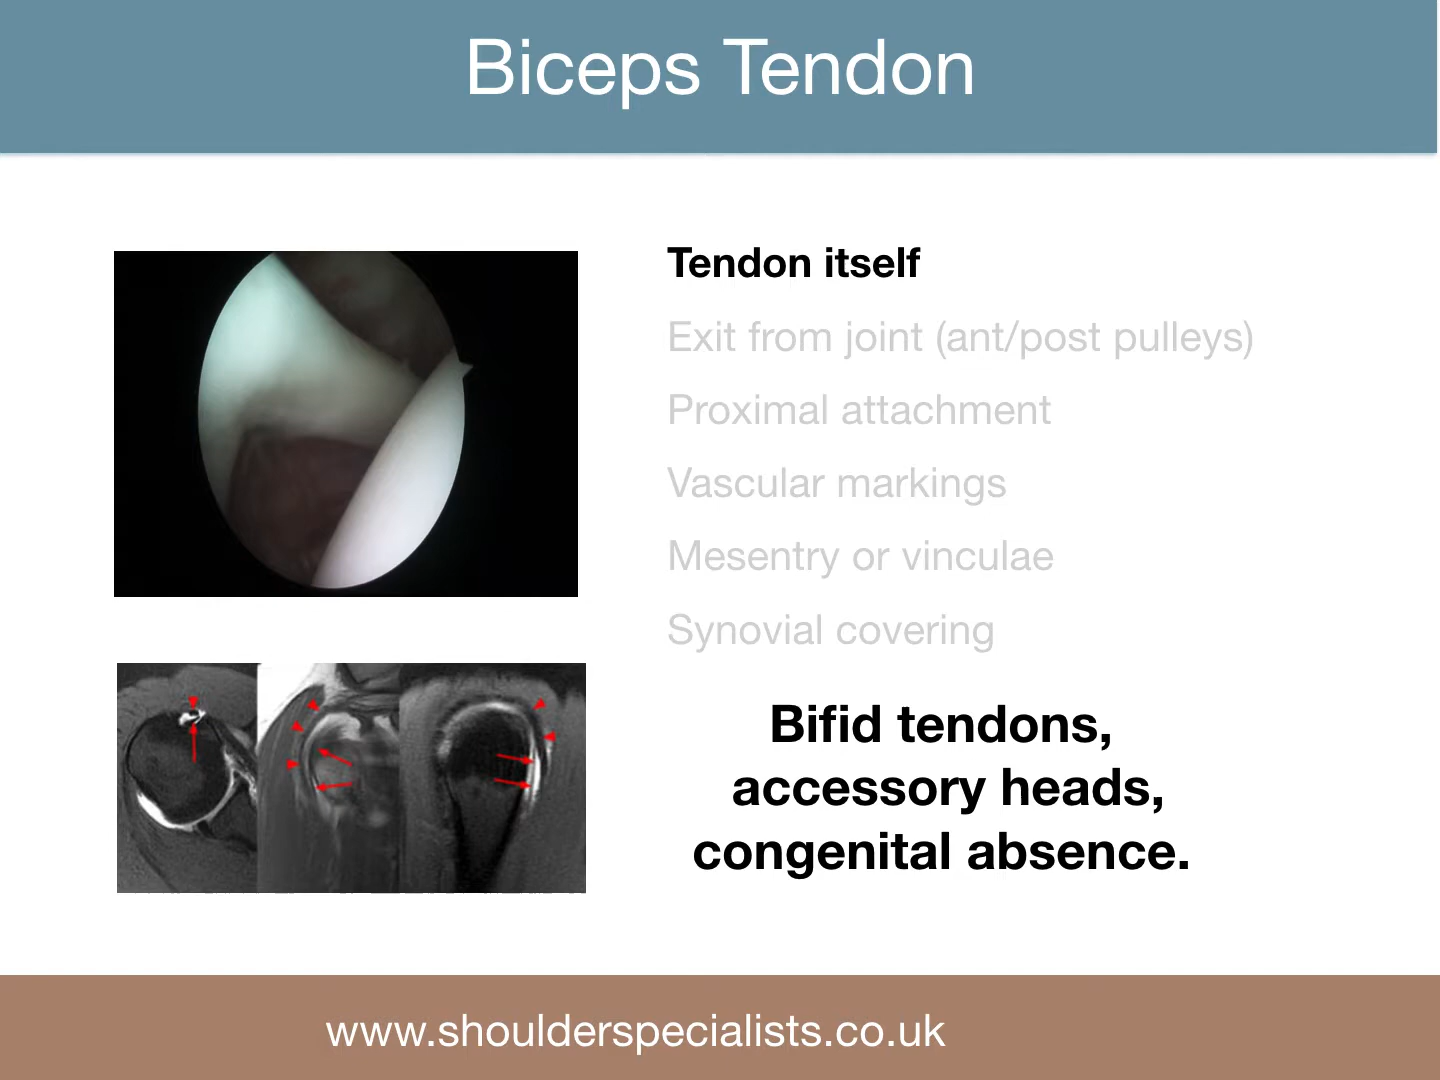 Biceps Tendon
Tendon itself
Exit from joint (ant/post pulleys)
Proximal attachment
Vascular markings
Mesentry or vinculae
Synovial covering
Bifid tendons,
accessory heads,
congenital absence.
www.shoulderspecialists.co.uk